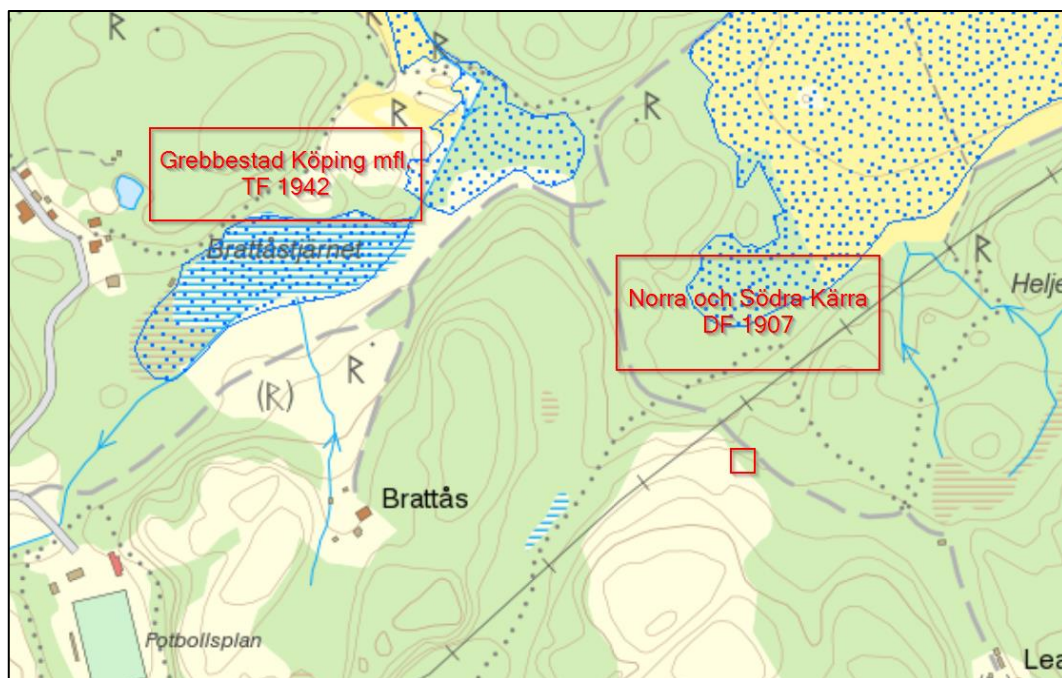 Grebbestad Köping mfl.
TF 1942
Brattåstjärnet
Norra och Södra Kärra
DF 1907
Helje
(R)
Brattås
Fotbollsplan
Lea